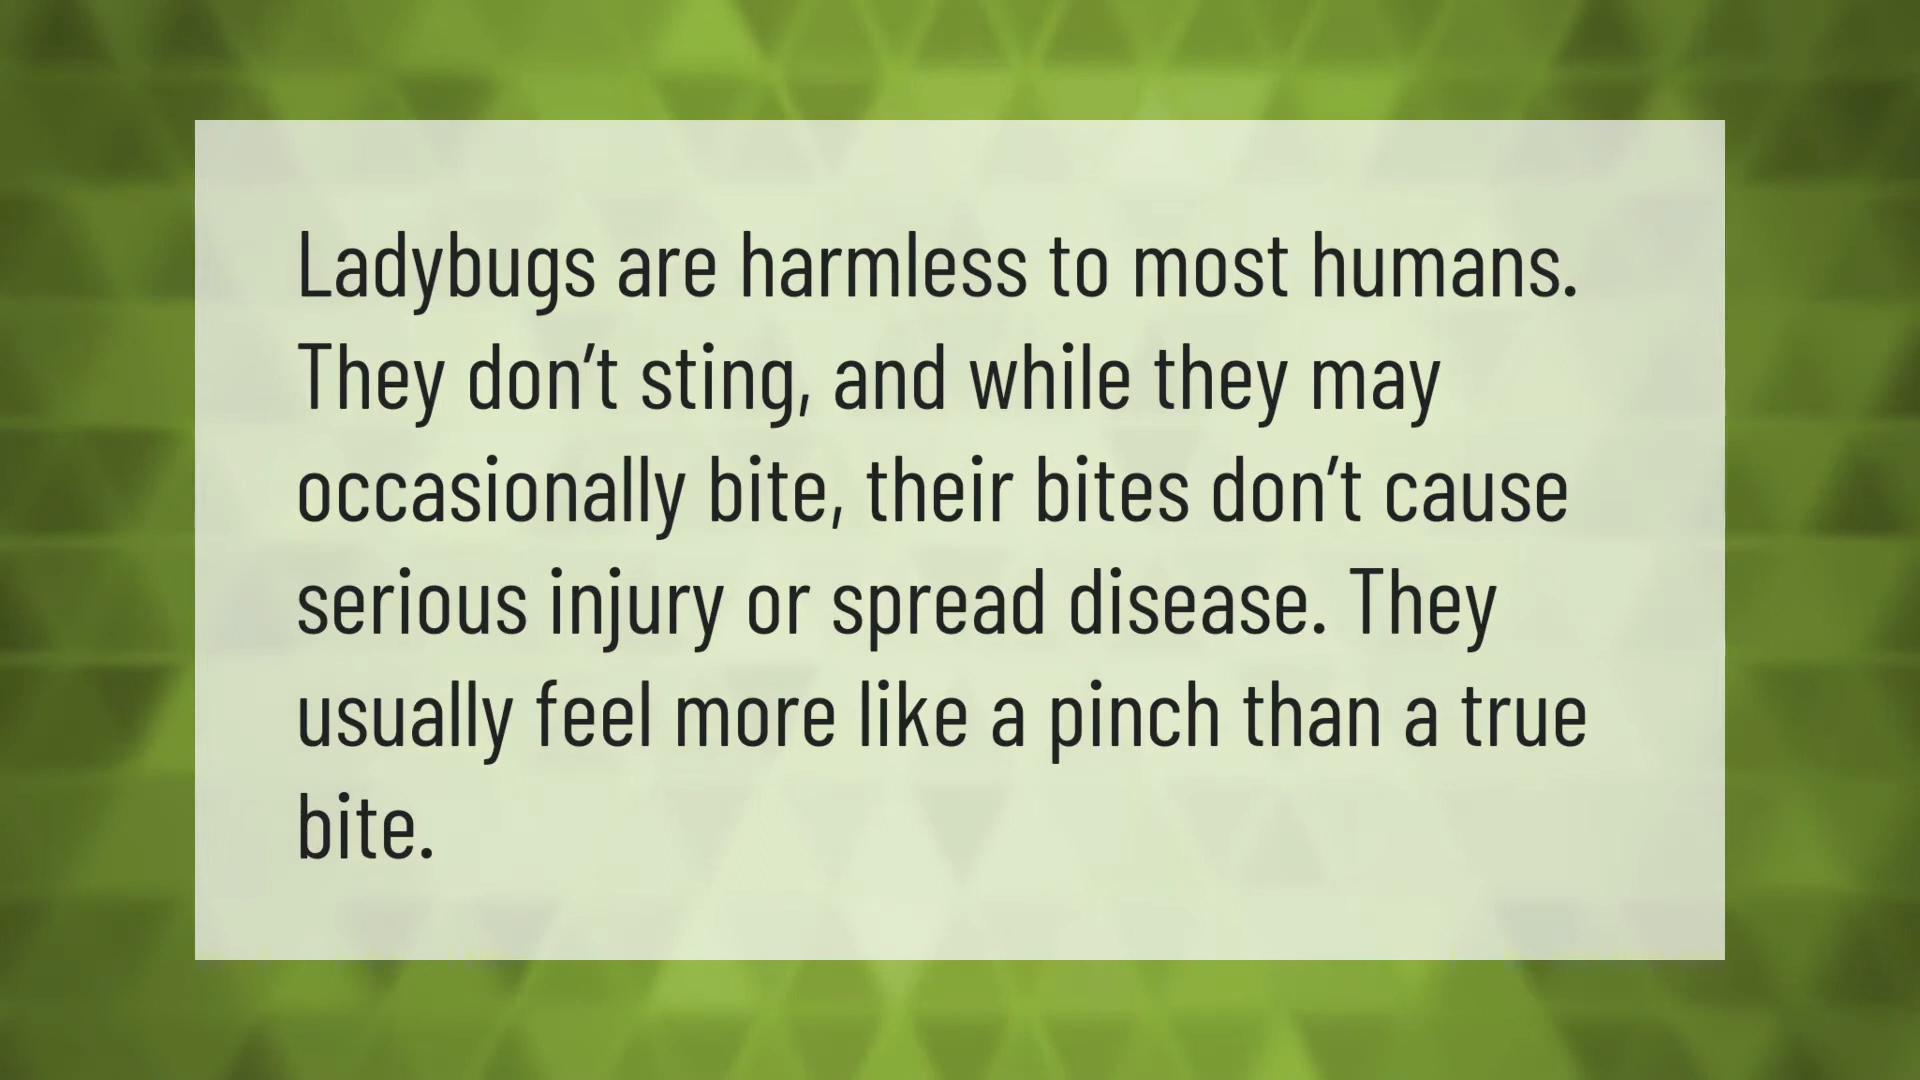 Ladybugs are harmless to most humans.
They don’t sting, and while they may
occasionally bite, their bites don’t cause
serious injury or spread disease. They
usually feel more like a pinch than a true
bite.